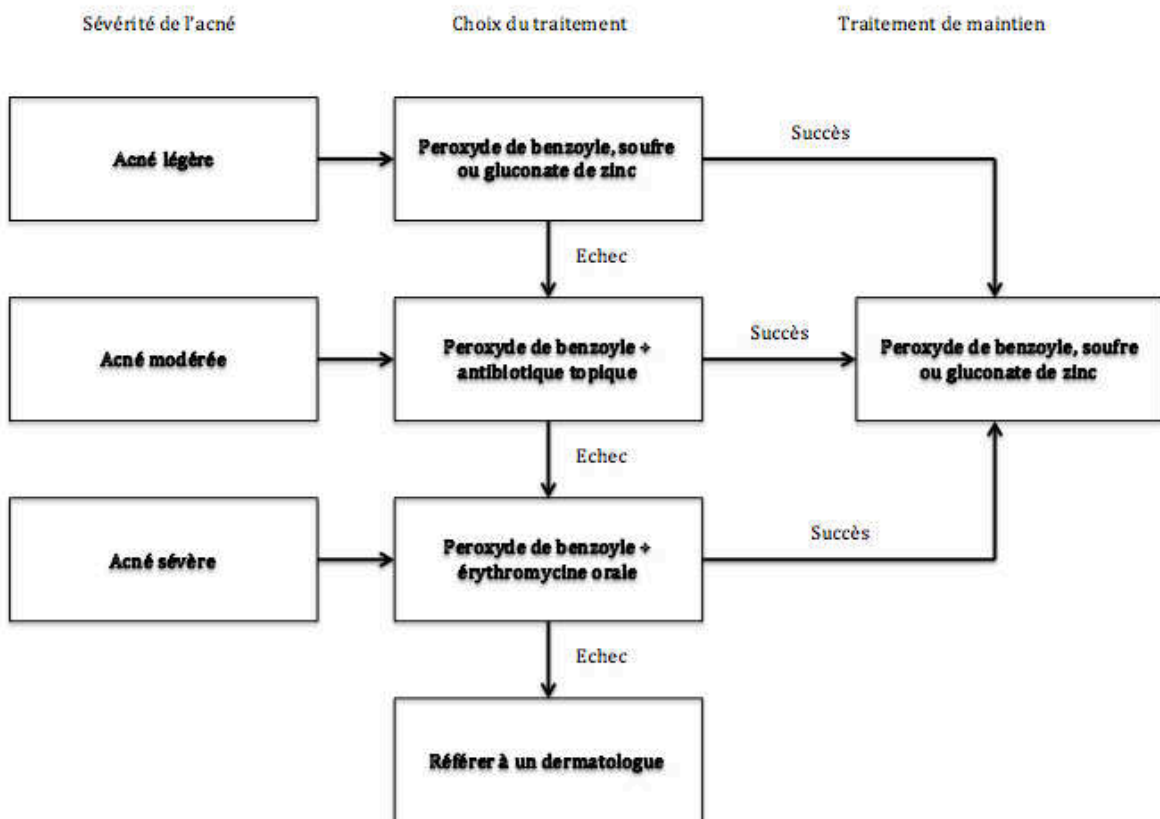 Sévérité de l'acné
Choix du traitement
Traitement de maintien
Acné légère
Peroxyde de benzoyle, soufre
ou gluconate de zinc
Succès
Echec
Acné modérée
Peroxyde de benzoyle +
antibiotique topique
Succès
Peroxyde de benzoyle, soufre
ou gluconate de zinc
Echec
Acné sévère
Peroxyde de benzoyle +
érythromycine orale
Succès
Echec
Référer à un dermatologue